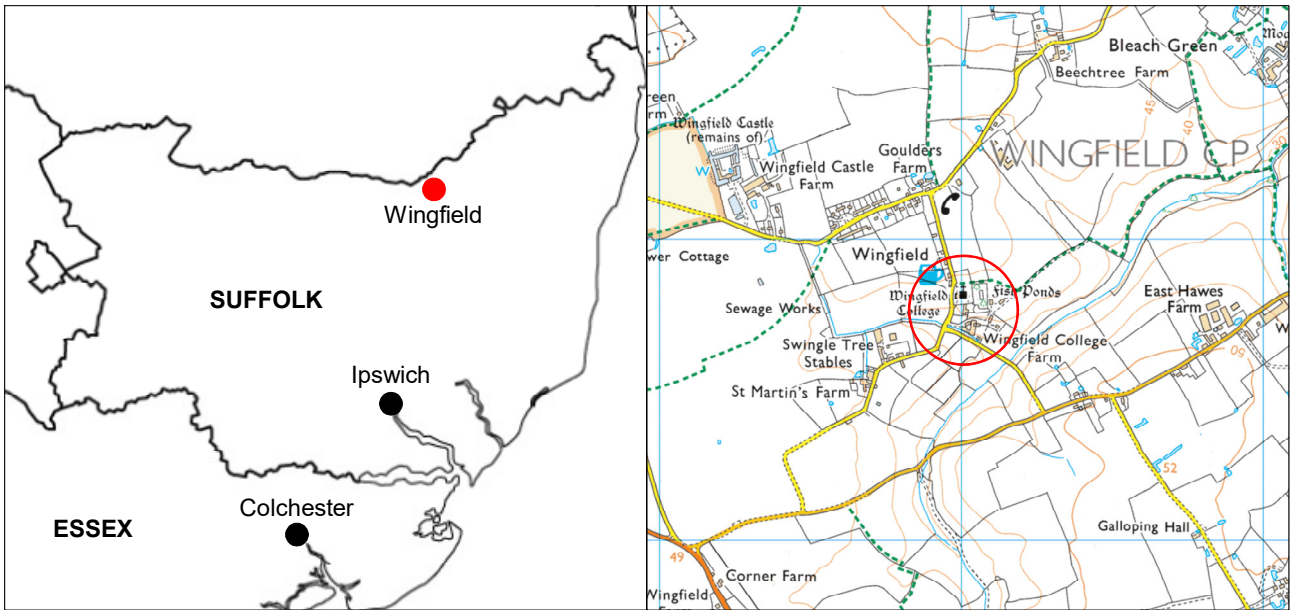 Wingfield
SUFFOLK
Ipswich
Colchester
ESSEX
Bleach Green
Beechtree Farm
Wingfield Castle
(remains of)
Goulders
Farm
WINGFIELD CP
45
40
W
Wingfield Castle
Farm
Wingfield
Sewage Works
Wingfield
College
Fish Ponds
East Hawes
Farm
Swingle Tree
Stables
Wingfield College
Farm
50
St Martin's Farm
52
Galloping Hall
49
Corner Farm
Wingfield